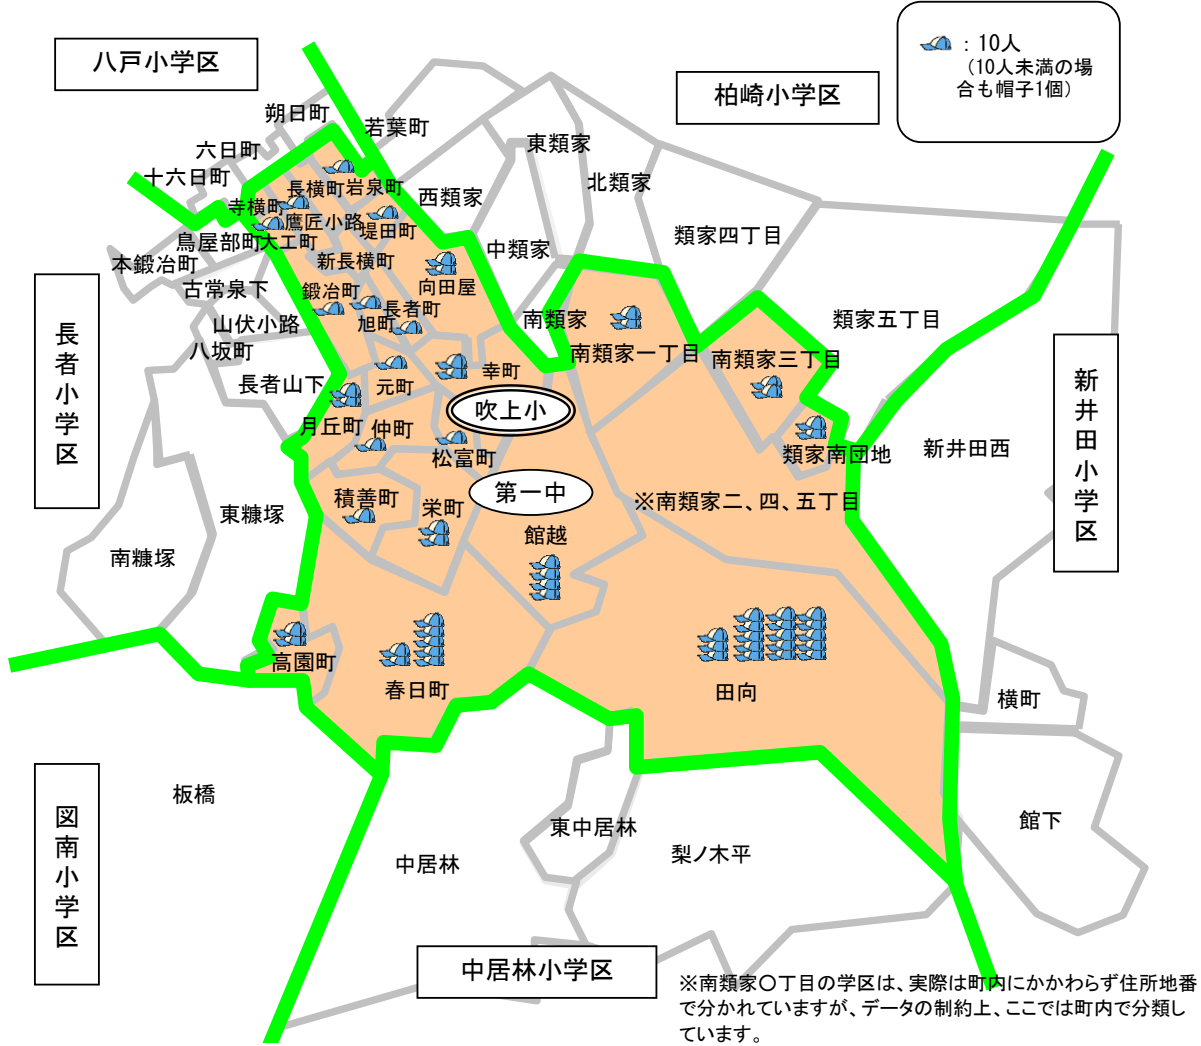 八戸小学区
柏崎小学区
：10人
（10人未満の場
合も帽子1個）
朔日町
若葉町
六日町
十六日町
東類家
北類家
西類家
中類家
類家四丁目
長横町
岩泉町
寺横町
鷹匠小路
堤田町
鳥屋部町
大工町
本鍛冶町
新長横町
向田屋
古常泉下
鍛冶町
長者町
旭町
山伏小路
八坂町
南類家
類家五丁目
南類家一丁目
南類家三丁目
長者小学区
新井田小学区
長者山下
元町
幸町
吹上小
月丘町
仲町
松富町
類家南団地
新井田西
第一中
積善町
栄町
※南類家二、四、五丁目
東糠塚
館越
南糠塚
高園町
春日町
田向
横町
板橋
図南小学区
館下
東中居林
中居林
梨ノ木平
中居林小学区
※南類家〇丁目の学区は、実際は町内にかかわらず住所地番
で分かれていますが、データの制約上、ここでは町内で分類し
ています。